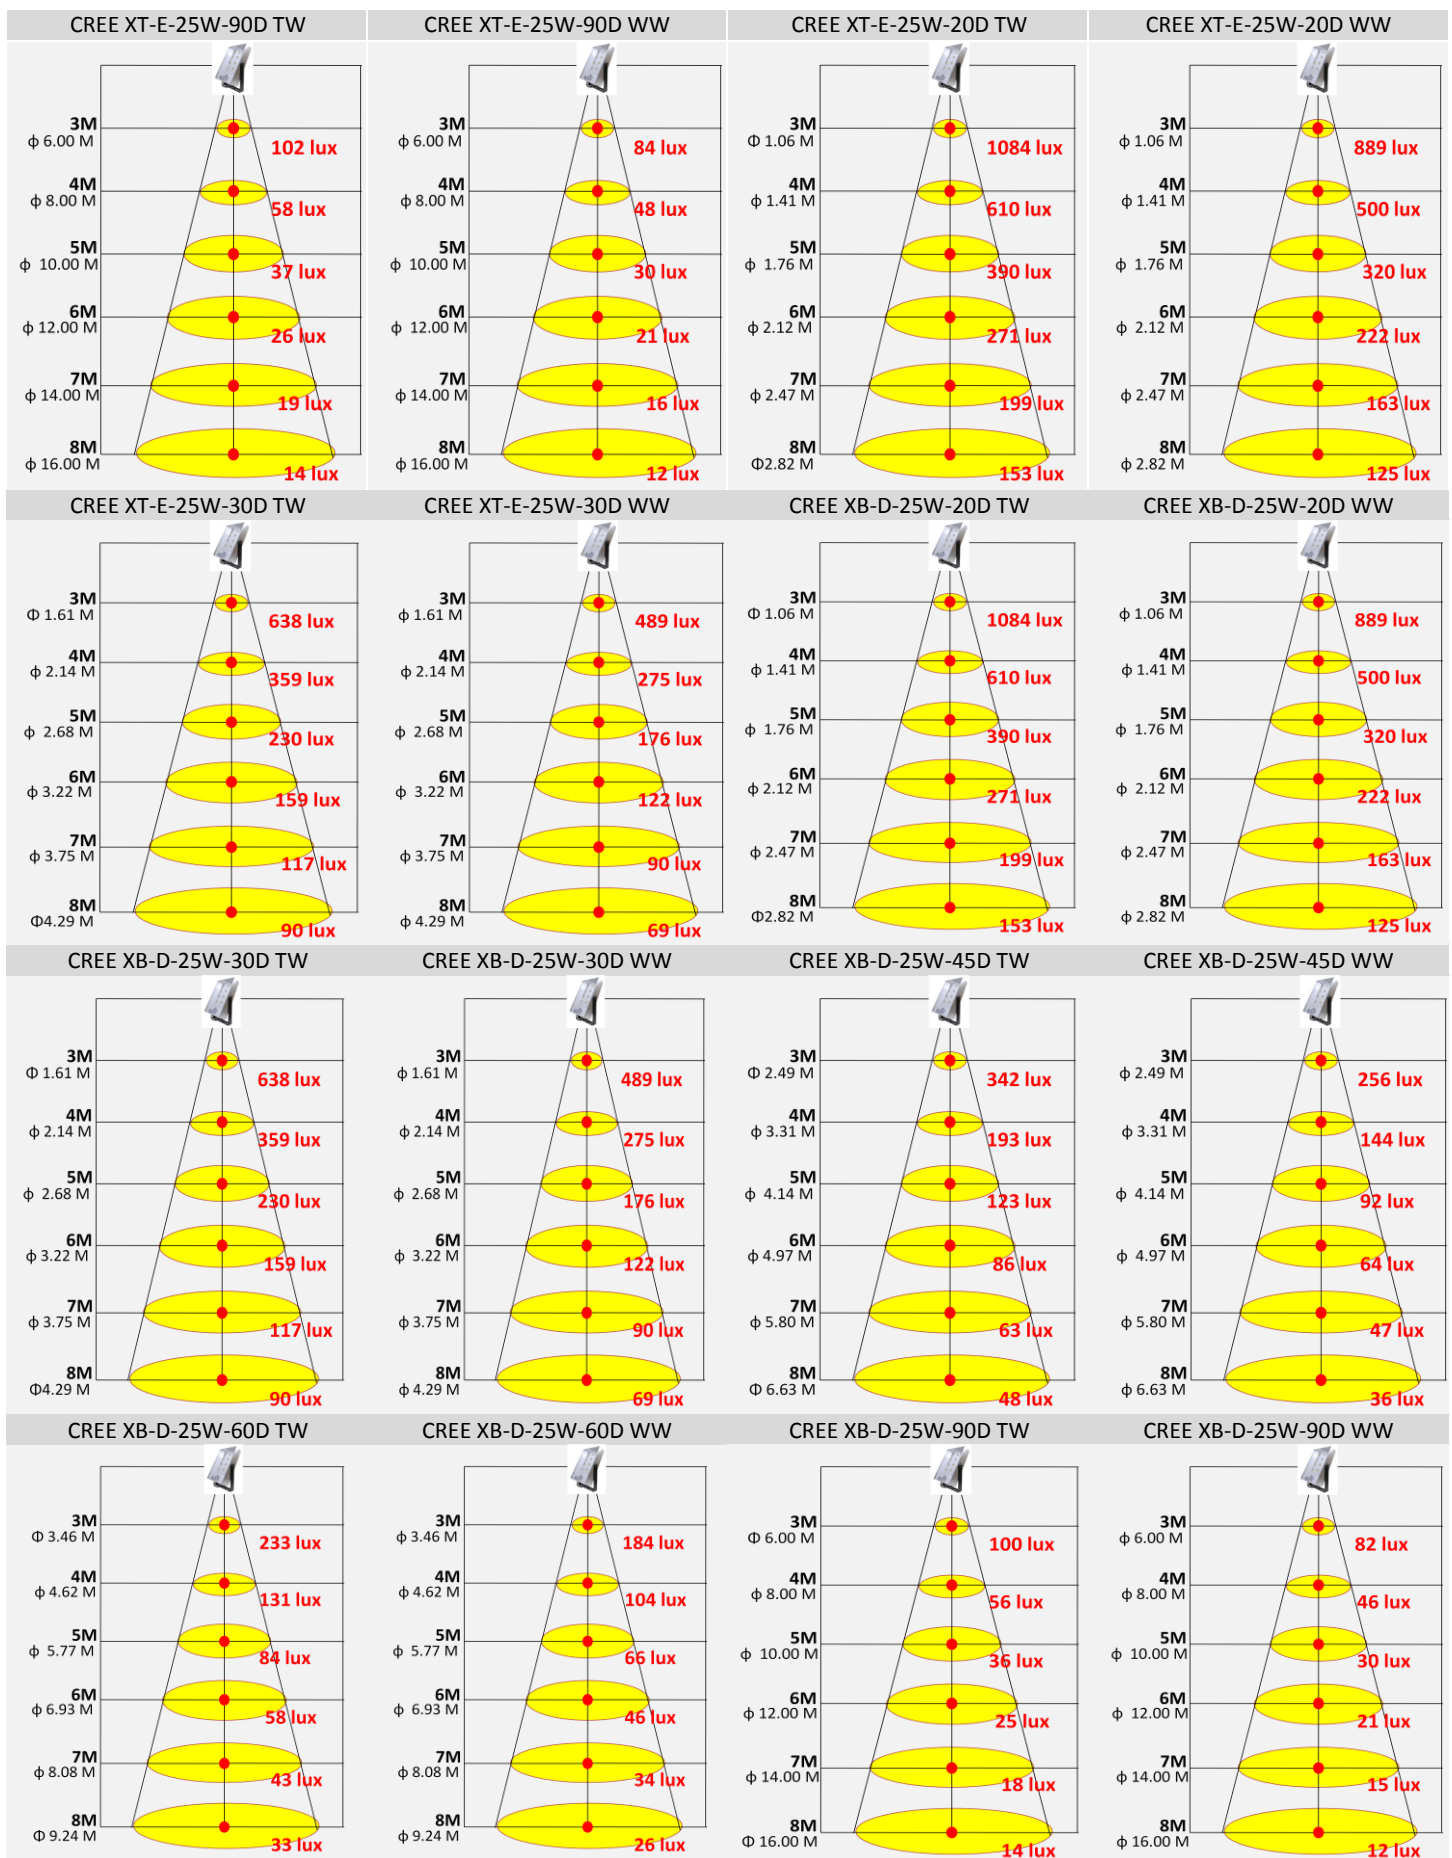 CREE XT-E-25W-90D TW
3M
ϕ 6.00 M
102 lux
4M
ϕ 8.00 M
58 lux
5M
ϕ 10.00 M
37 lux
6M
ϕ 12.00 M
26 lux
7M
ϕ 14.00 M
19 lux
8M
ϕ 16.00 M
14 lux
CREE XT-E-25W-90D WW
3M
ϕ 6.00 M
84 lux
4M
ϕ 8.00 M
48 lux
5M
ϕ 10.00 M
30 lux
6M
ϕ 12.00 M
21 lux
7M
ϕ 14.00 M
16 lux
8M
ϕ 16.00 M
12 lux
CREE XT-E-25W-20D TW
3M
Φ 1.06 M
1084 lux
4M
ϕ 1.41 M
610 lux
5M
ϕ 1.76 M
390 lux
6M
ϕ 2.12 M
271 lux
7M
ϕ 2.47 M
199 lux
8M
Φ2.82 M
153 lux
CREE XT-E-25W-20D WW
3M
ϕ 1.06 M
889 lux
4M
ϕ 1.41 M
500 lux
5M
ϕ 1.76 M
320 lux
6M
ϕ 2.12 M
222 lux
7M
ϕ 2.47 M
163 lux
8M
ϕ 2.82 M
125 lux
CREE XT-E-25W-30D TW
3M
Φ 1.61 M
638 lux
4M
ϕ 2.14 M
359 lux
5M
ϕ 2.68 M
230 lux
6M
ϕ 3.22 M
159 lux
7M
ϕ 3.75 M
117 lux
8M
Φ4.29 M
90 lux
CREE XT-E-25W-30D WW
3M
ϕ 1.61 M
489 lux
4M
ϕ 2.14 M
275 lux
5M
ϕ 2.68 M
176 lux
6M
ϕ 3.22 M
122 lux
7M
ϕ 3.75 M
90 lux
8M
ϕ 4.29 M
69 lux
CREE XB-D-25W-20D TW
3M
ϕ 1.06 M
1084 lux
4M
ϕ 1.41 M
610 lux
5M
ϕ 1.76 M
390 lux
6M
ϕ 2.12 M
271 lux
7M
ϕ 2.47 M
199 lux
8M
Φ2.82 M
153 lux
CREE XB-D-25W-20D WW
3M
ϕ 1.06 M
889 lux
4M
ϕ 1.41 M
500 lux
5M
ϕ 1.76 M
320 lux
6M
ϕ 2.12 M
222 lux
7M
ϕ 2.47 M
163 lux
8M
ϕ 2.82 M
125 lux
CREE XB-D-25W-30D TW
3M
Φ 1.61 M
638 lux
4M
ϕ 2.14 M
359 lux
5M
ϕ 2.68 M
230 lux
6M
ϕ 3.22 M
159 lux
7M
ϕ 3.75 M
117 lux
8M
Φ4.29 M
90 lux
CREE XB-D-25W-30D WW
3M
ϕ 1.61 M
489 lux
4M
ϕ 2.14 M
275 lux
5M
ϕ 2.68 M
176 lux
6M
ϕ 3.22 M
122 lux
7M
ϕ 3.75 M
90 lux
8M
ϕ 4.29 M
69 lux
CREE XB-D-25W-45D TW
3M
Φ 2.49 M
342 lux
4M
ϕ 3.31 M
193 lux
5M
ϕ 4.14 M
123 lux
6M
ϕ 4.97 M
86 lux
7M
ϕ 5.80 M
63 lux
8M
Φ 6.63 M
48 lux
CREE XB-D-25W-45D WW
3M
ϕ 2.49 M
256 lux
4M
ϕ 3.31 M
144 lux
5M
ϕ 4.14 M
92 lux
6M
ϕ 4.97 M
64 lux
7M
ϕ 5.80 M
47 lux
8M
ϕ 6.63 M
36 lux
CREE XB-D-25W-60D TW
3M
Φ 3.46 M
233 lux
4M
ϕ 4.62 M
131 lux
5M
ϕ 5.77 M
84 lux
6M
ϕ 6.93 M
58 lux
7M
ϕ 8.08 M
43 lux
8M
Φ 9.24 M
33 lux
CREE XB-D-25W-60D WW
3M
ϕ 3.46 M
184 lux
4M
ϕ 4.62 M
104 lux
5M
ϕ 5.77 M
66 lux
6M
ϕ 6.93 M
46 lux
7M
ϕ 8.08 M
34 lux
8M
ϕ 9.24 M
26 lux
CREE XB-D-25W-90D TW
3M
Φ 6.00 M
100 lux
4M
ϕ 8.00 M
56 lux
5M
ϕ 10.00 M
36 lux
6M
ϕ 12.00 M
25 lux
7M
ϕ 14.00 M
18 lux
8M
Φ 16.00 M
14 lux
CREE XB-D-25W-90D WW
3M
ϕ 6.00 M
82 lux
4M
ϕ 8.00 M
46 lux
5M
ϕ 10.00 M
30 lux
6M
ϕ 12.00 M
21 lux
7M
ϕ 14.00 M
15 lux
8M
ϕ 16.00 M
12 lux